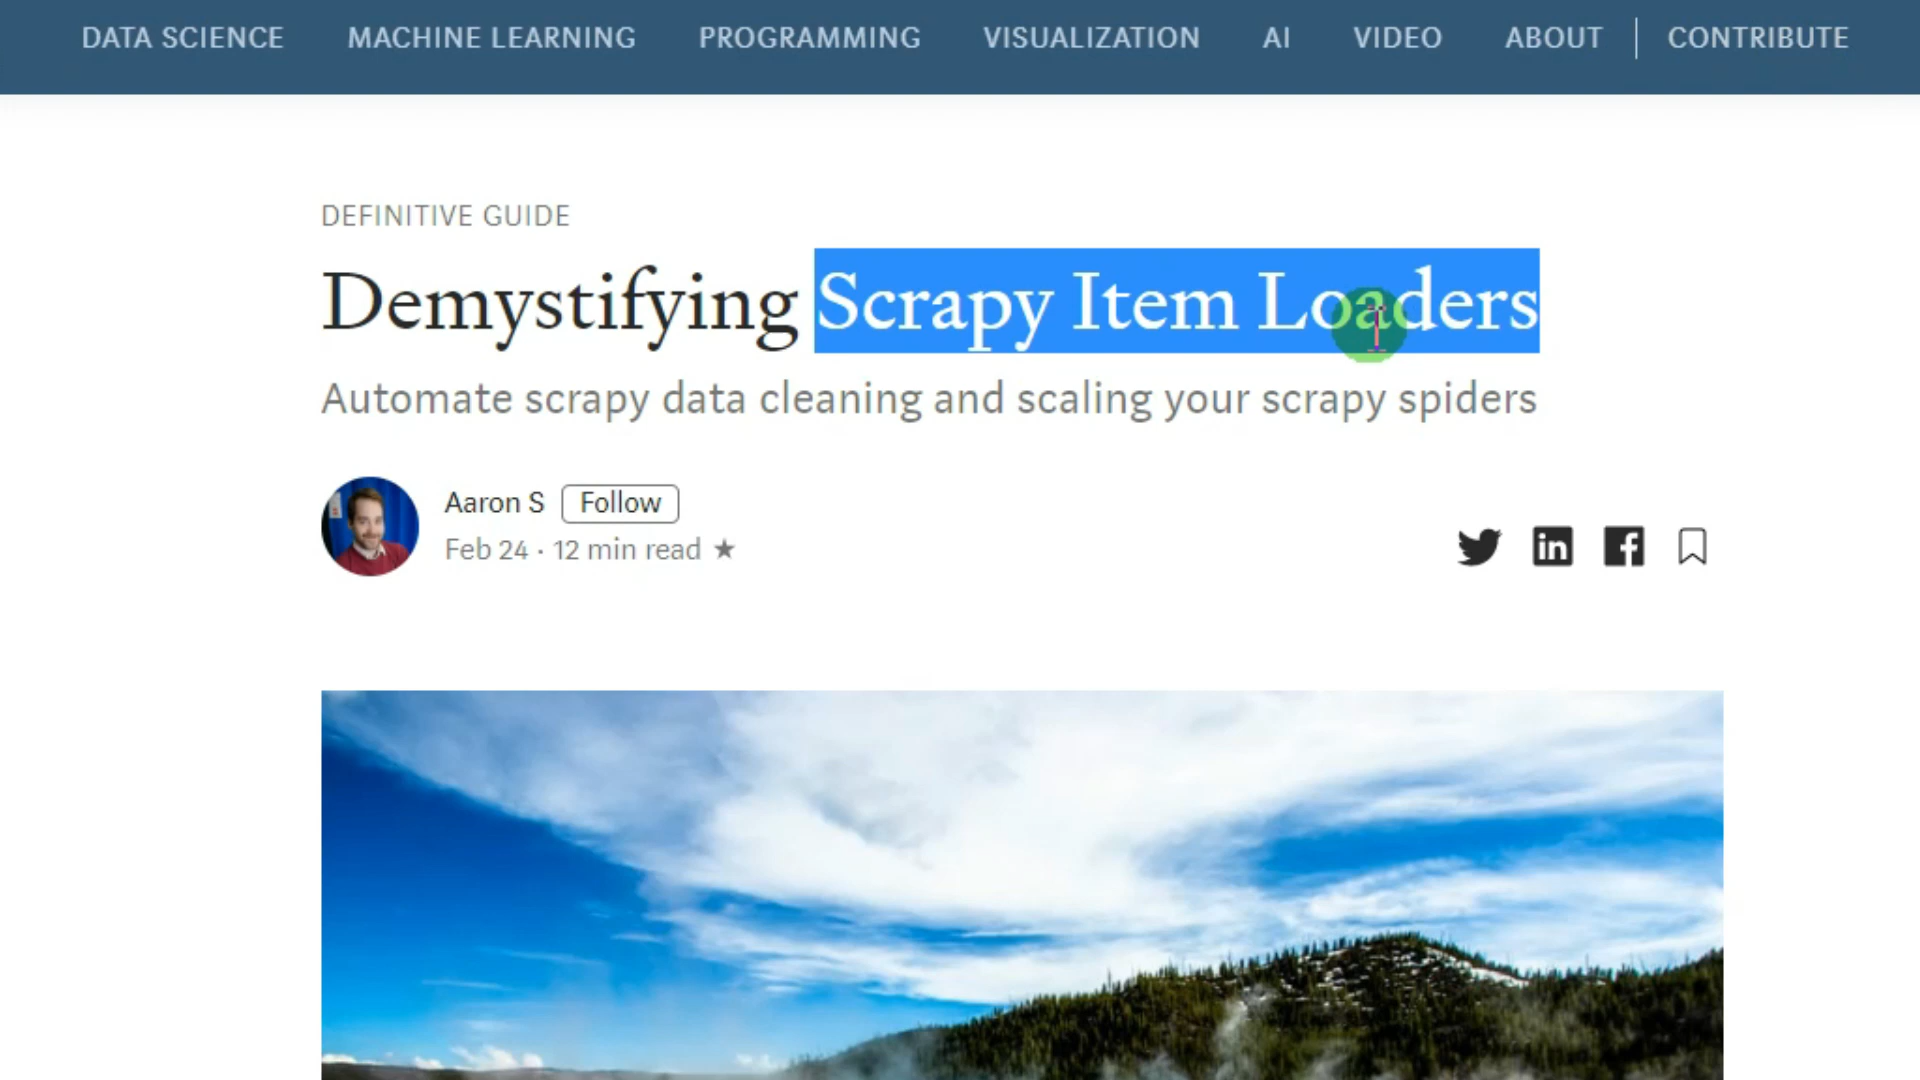 DATA SCIENCE MACHINE LEARNING PROGRAMMING VISUALIZATION AI VIDEO ABOUT CONTRIBUTE
DEFINITIVE GUIDE
Demystifying Scrapy Item Loaders
Automate scrapy data cleaning and scaling your scrapy spiders
Aaron S Follow
Feb 24 · 12 min read ★